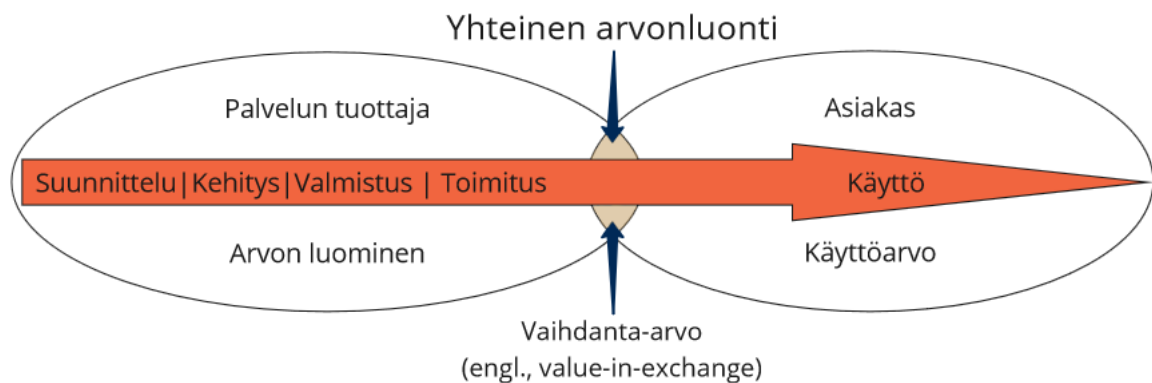 Yhteinen arvonluonti
Palvelun tuottaja
Asiakas
Suunnittelu|Kehitys|Valmistus | Toimitus
Käyttö
Arvon luominen
Käyttöarvo
Vaihdanta-arvo
(engl., value-in-exchange)